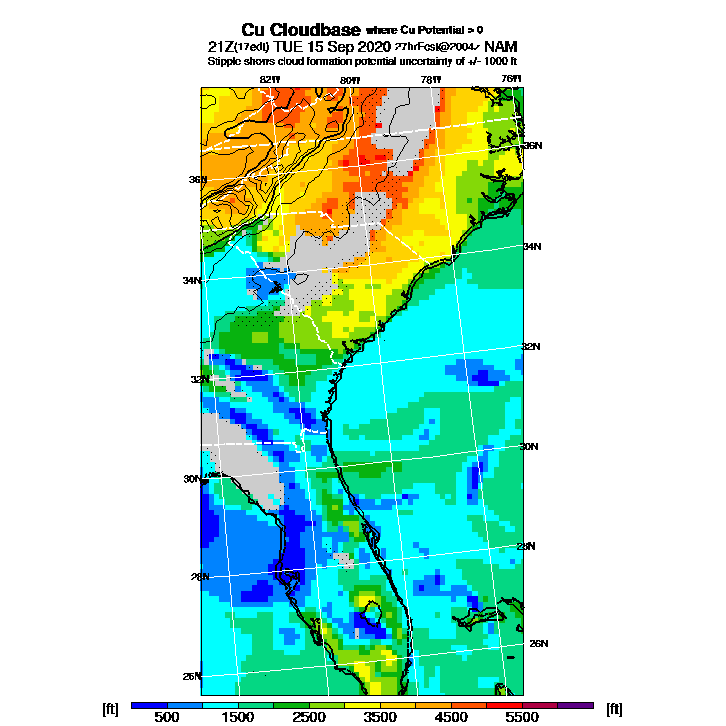 Cu Cloudbase where Cu Potential > 0
21Z(17edt) TUE 15 Sep 2020 27hrFcst@2004z NAM
Stipple shows cloud formation potential uncertainty of +/- 1000 ft
82W 80W 78W 76W
36N
36N
34N
34N
32N
32N
30N
30N
28N
28N
26N
26N
[ft] [ft]
500 1500 2500 3500 4500 5500